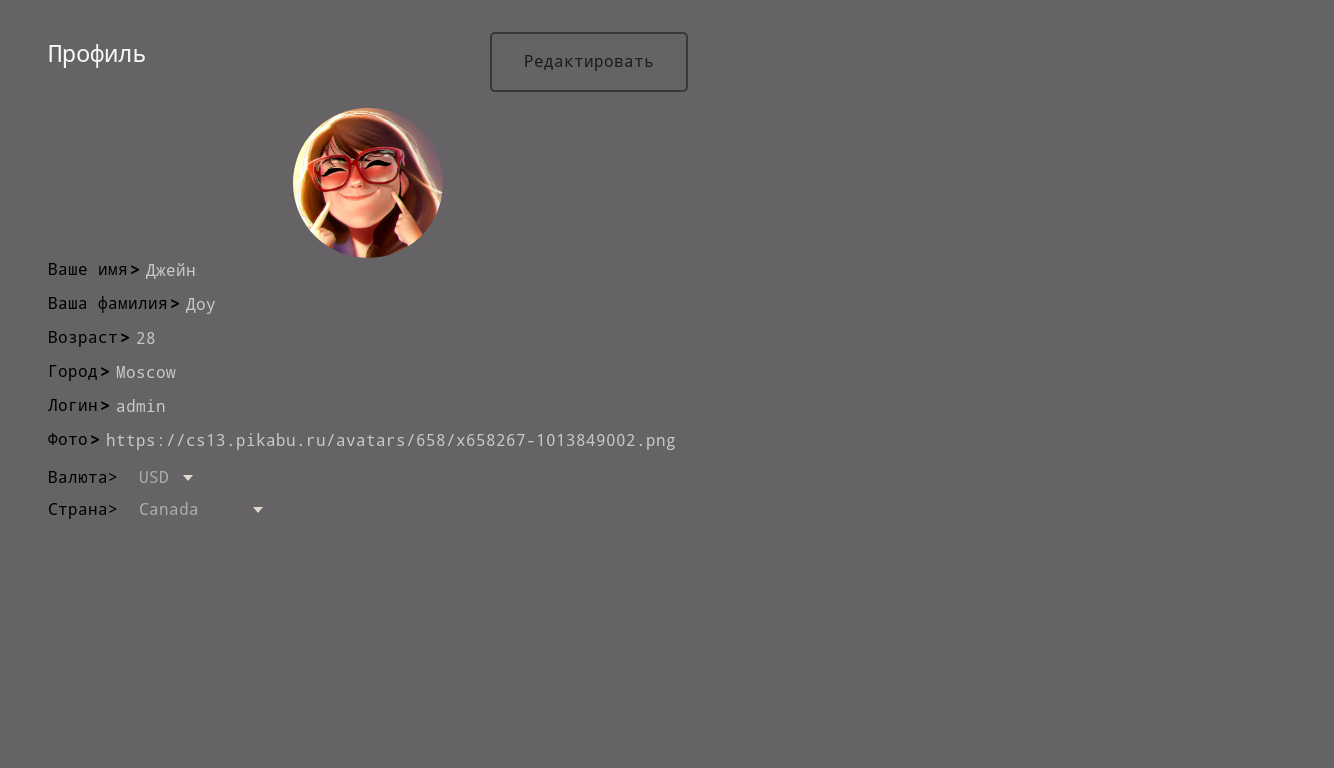 Профиль
Редактировать
Ваше имя> Джейн
Ваша фамилия> Доу
Возраст> 28
Город> Moscow
Логин> admin
Фото> https://cs13.pikabu.ru/avatars/658/x658267-1013849002.png
Валюта> USD
Страна> Canada